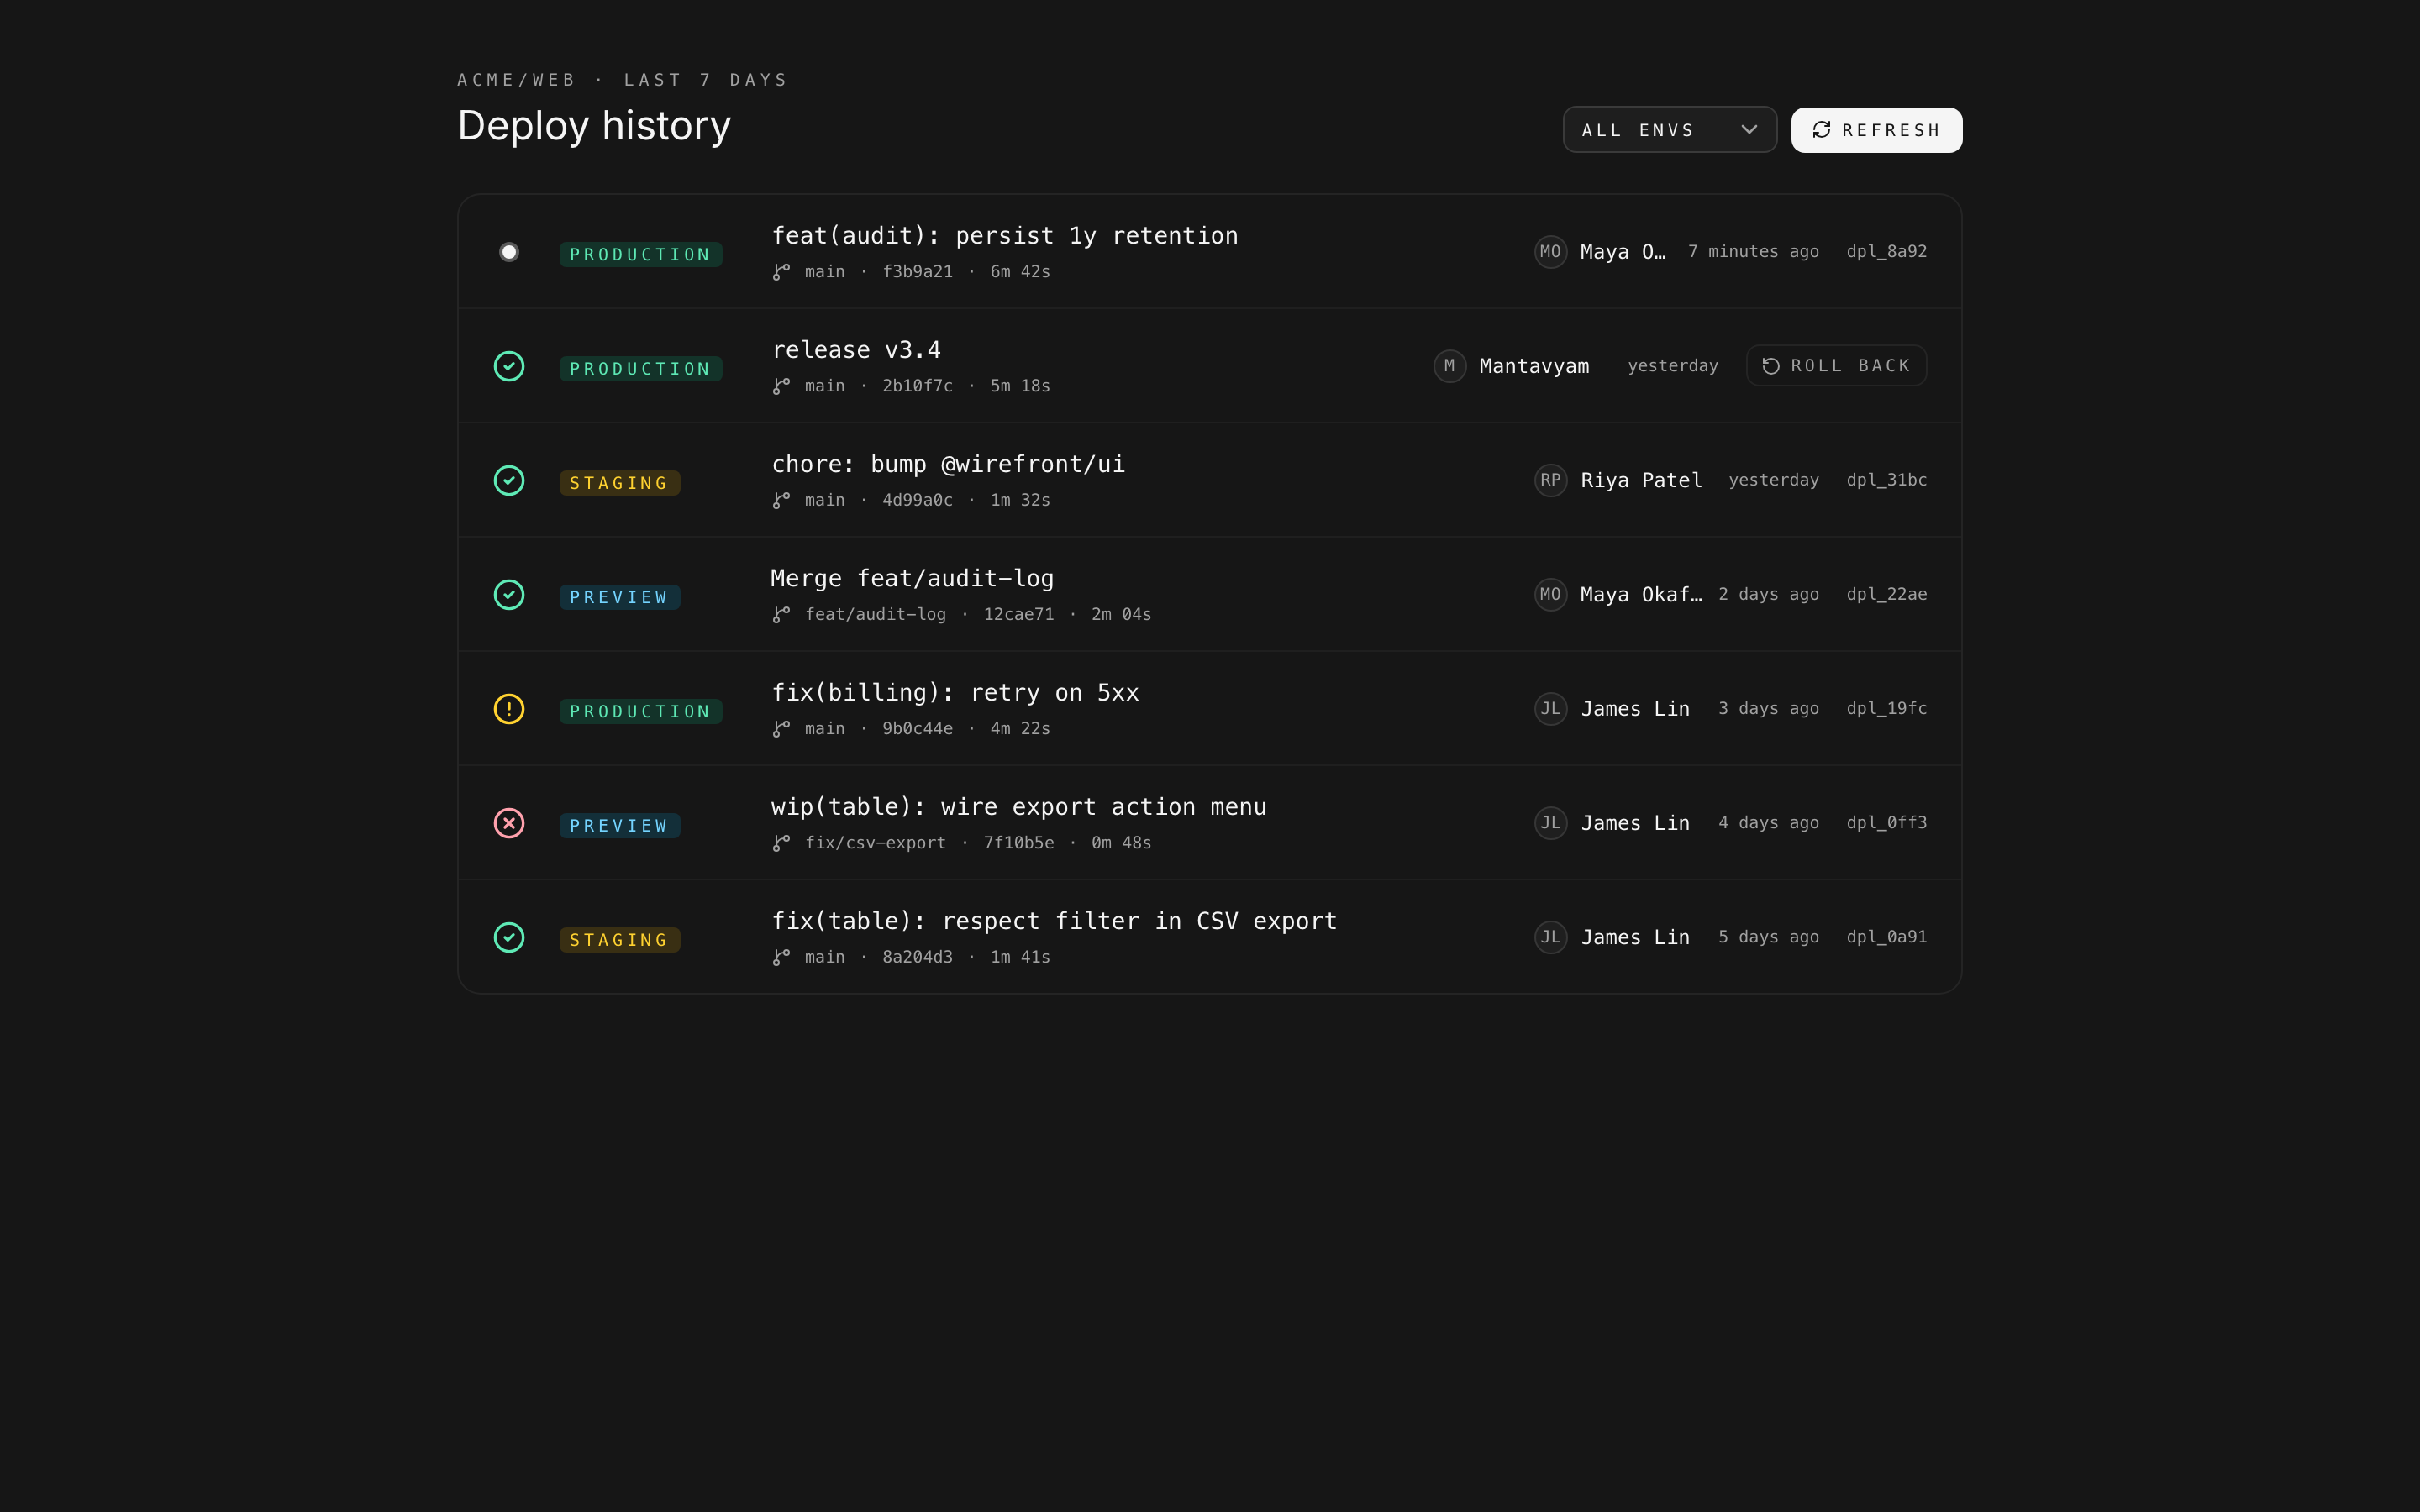 ACME/WEB · LAST 7 DAYS
Deploy history
ALL ENVS
REFRESH
PRODUCTION
feat(audit): persist 1y retention
main · f3b9a21 · 6m 42s
MO Maya O… 7 minutes ago dpl_8a92
PRODUCTION
release v3.4
main · 2b10f7c · 5m 18s
M Mantavyam yesterday ROLL BACK
STAGING
chore: bump @wirefront/ui
main · 4d99a0c · 1m 32s
RP Riya Patel yesterday dpl_31bc
PREVIEW
Merge feat/audit-log
feat/audit-log · 12cae71 · 2m 04s
MO Maya Okaf… 2 days ago dpl_22ae
PRODUCTION
fix(billing): retry on 5xx
main · 9b0c44e · 4m 22s
JL James Lin 3 days ago dpl_19fc
PREVIEW
wip(table): wire export action menu
fix/csv-export · 7f10b5e · 0m 48s
JL James Lin 4 days ago dpl_0ff3
STAGING
fix(table): respect filter in CSV export
main · 8a204d3 · 1m 41s
JL James Lin 5 days ago dpl_0a91